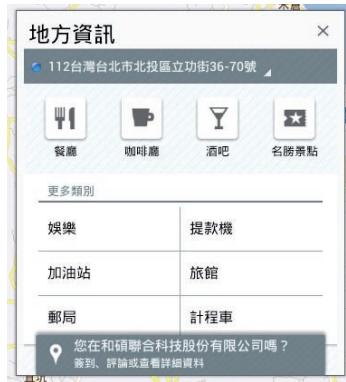 地方資訊
112台灣台北市北投區立功街36-70號
餐廳
咖啡廳
酒吧
名勝景點
更多類別
娛樂
提款機
加油站
旅館
郵局
計程車
您在和碩聯合科技股份有限公司嗎？
簽到、評論或查看詳細資料